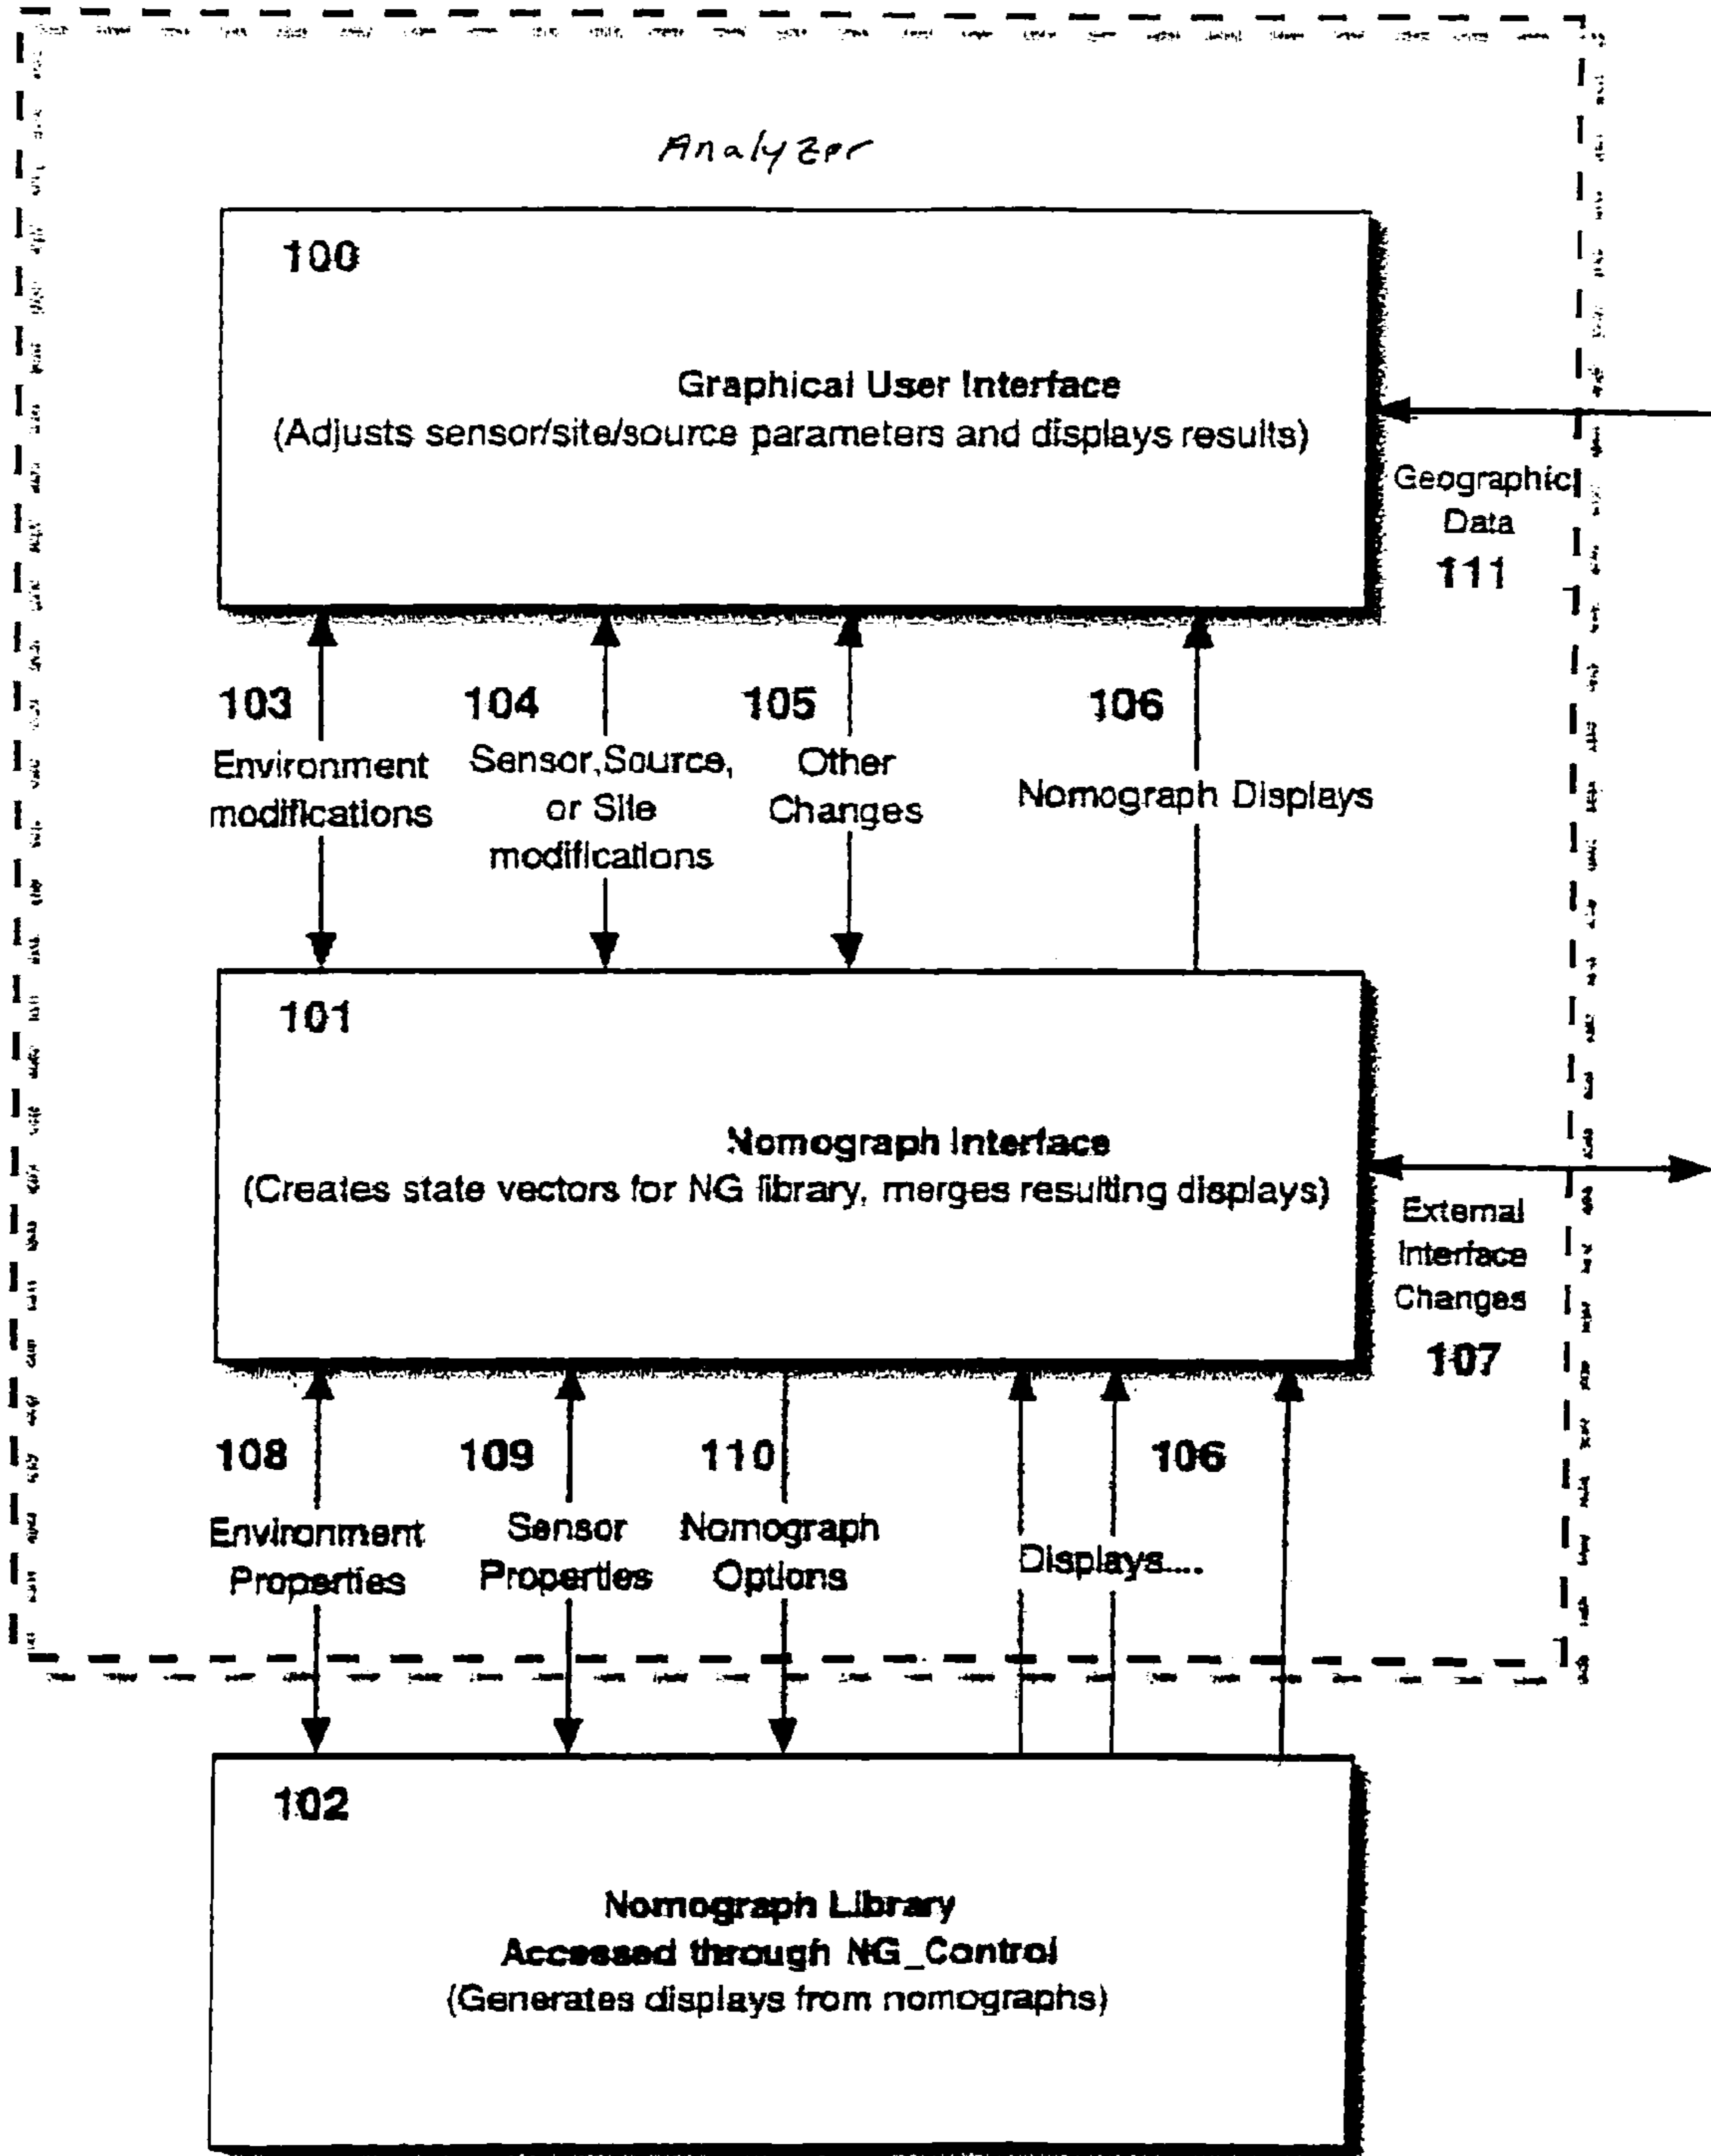 Analyzer
100
Graphical User Interface
(Adjusts sensor/site/source parameters and displays results)
Geographic
Data
111
103
Environment
modifications
104
Sensor,Source,
or Site
modifications
105
Other
Changes
106
Nomograph Displays
101
Nomograph Interface
(Creates state vectors for NG library, merges resulting displays)
External
Interface
Changes
107
108
Environment
Properties
109
Sensor
Properties
110
Nomograph
Options
106
Displays....
102
Nomograph Library
Accessed through NG_Control
(Generates displays from nomographs)